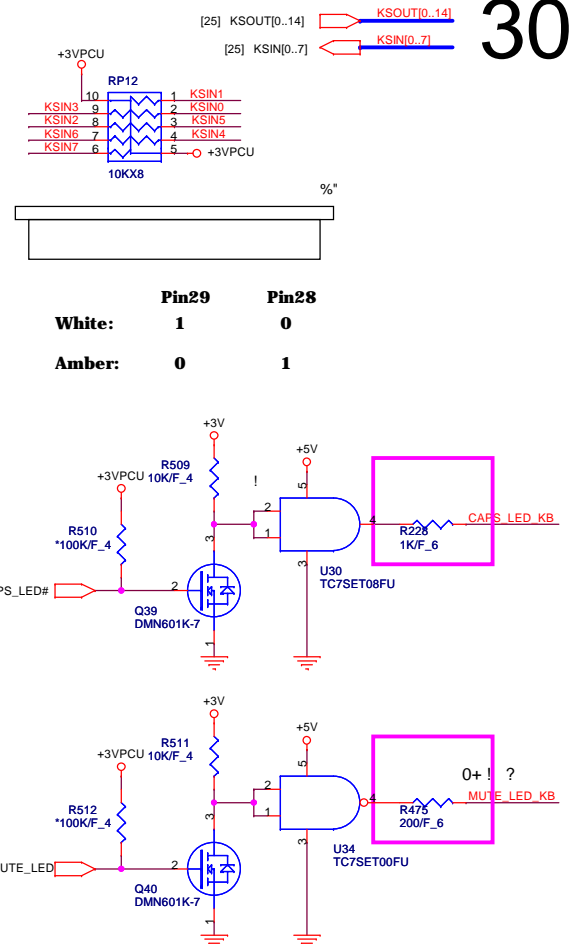 [25] KSOUT[0..14] KSOUT[0..14]
[25] KSIN[0..7] KSIN[0..7]
30
+3VPCU
RP12
10 1 KSIN1
KSIN3 9 2 KSIN0
KSIN2 8 3 KSIN5
KSIN6 7 4 KSIN4
KSIN7 6 5 +3VPCU
10KX8
%"
Pin29 Pin28
White: 1 0
Amber: 0 1
+3V
+5V
R509
10K/F_4
+3VPCU
!
5
R510
*100K/F_4
2
1
4
R228
1K/F_6
CAPS_LED_KB
3
3
U30
TC7SET08FU
PS_LED#
2
Q39
DMN601K-7
1
+3V
+5V
R511
10K/F_4
+3VPCU
5
0+ ! ?
R512
*100K/F_4
2
1
4
R475
200/F_6
MUTE_LED_KB
3
3
U34
TC7SET00FU
UTE_LED
2
Q40
DMN601K-7
1